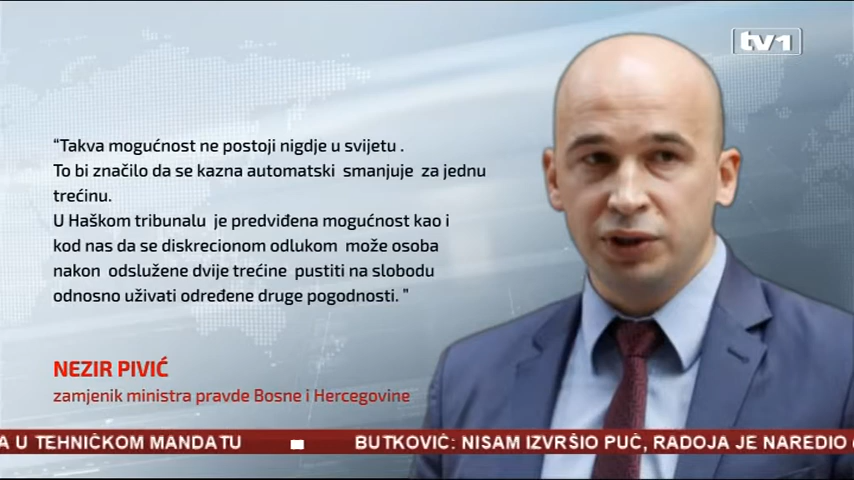 tv1
“Takva mogućnost ne postoji nigdje u svijetu .
To bi značilo da se kazna automatski smanjuje za jednu
trećinu.
U Haškom tribunalu je predviđena mogućnost kao i
kod nas da se diskrecionom odlukom može osoba
nakon odslužene dvije trećine pustiti na slobodu
odnosno uživati određene druge pogodnosti. ”
NEZIR PIVIĆ
zamjenik ministra pravde Bosne i Hercegovine
A U TEHNIČKOM MANDATU BUTKOVIĆ: NISAM IZVRŠIO PUČ, RADOJA JE NAREDIO